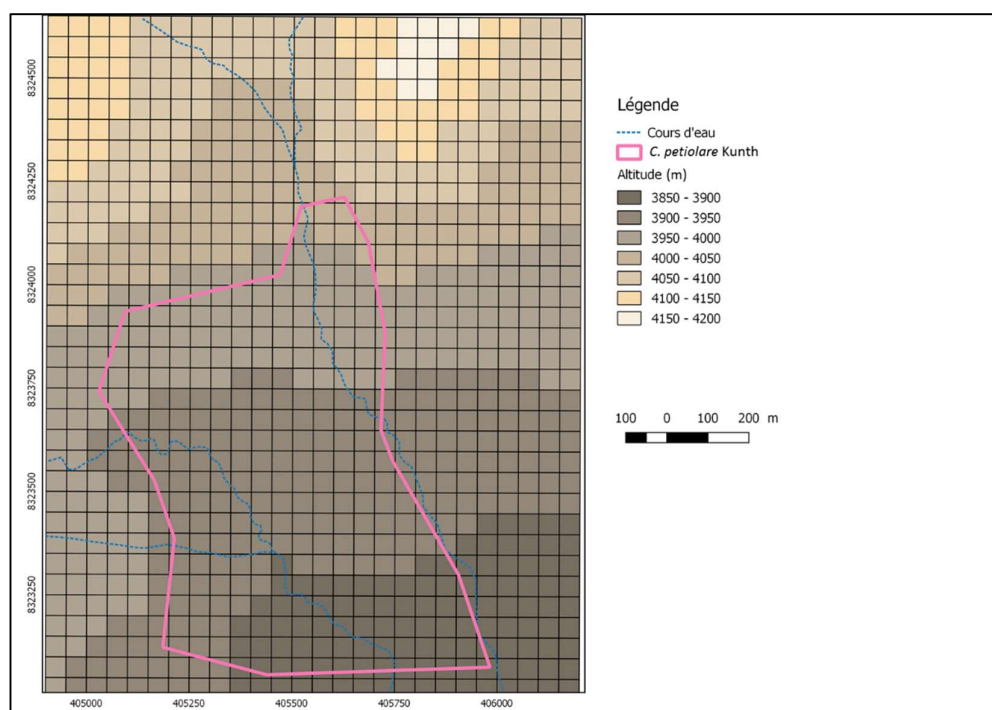 8324500
8324250
8324000
8323750
8323500
8323250
405000
405250
405500
405750
406000
Légende
Cours d'eau
C. petiolare Kunth
Altitude (m)
3850 - 3900
3900 - 3950
3950 - 4000
4000 - 4050
4050 - 4100
4100 - 4150
4150 - 4200
100 0 100 200 m